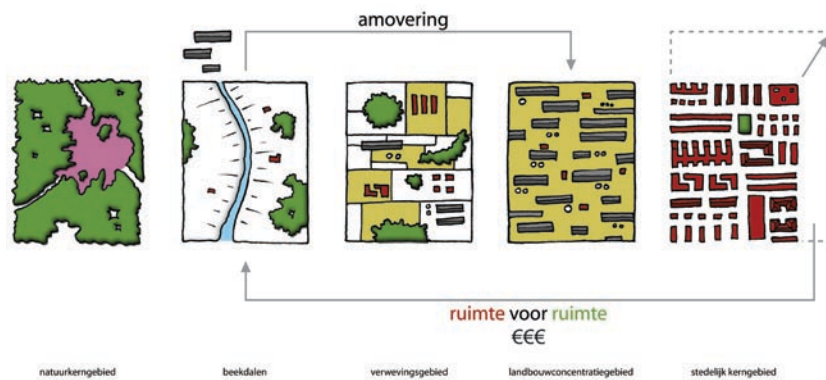 amovering
ruimte voor ruimte
€€€
natuurkerngebied
beekdalen
verwevingsgebied
landbouwconcentratiegebied
stedelijk kerngebied